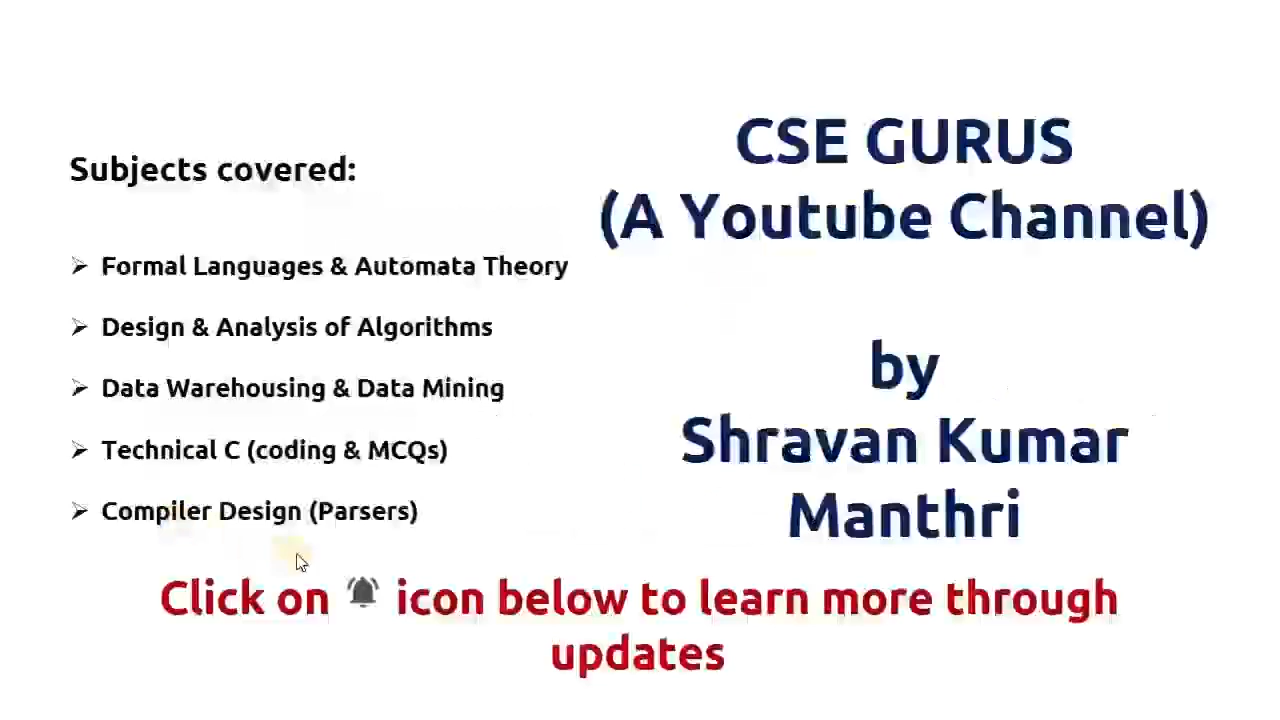 Subjects covered:
➢ Formal Languages & Automata Theory
➢ Design & Analysis of Algorithms
➢ Data Warehousing & Data Mining
➢ Technical C (coding & MCQs)
➢ Compiler Design (Parsers)
CSE GURUS
(A Youtube Channel)
by
Shravan Kumar
Manthri
Click on icon below to learn more through
updates